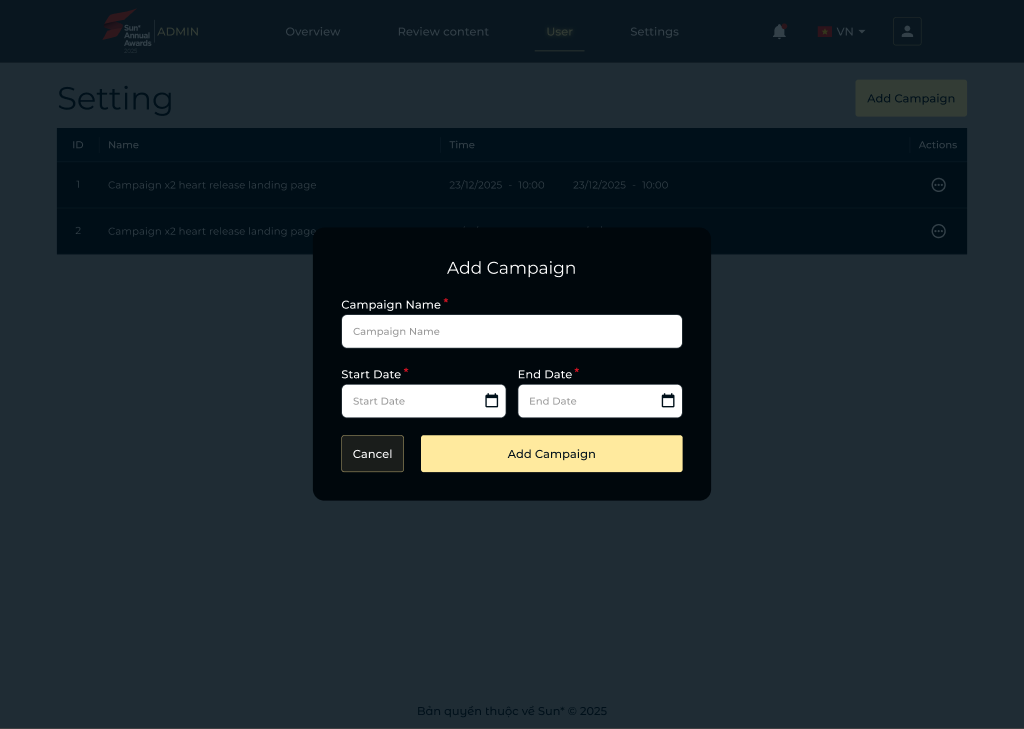 Sun*
Annual
Awards
2025
ADMIN
Overview
Review content
User
Settings
VN
Setting
Add Campaign
ID Name Time Actions
1 Campaign x2 heart release landing page 23/12/2025 - 10:00 23/12/2025 - 10:00
2 Campaign x2 heart release landing page
Add Campaign
Campaign Name *
Campaign Name
Start Date * End Date *
Start Date End Date
Cancel Add Campaign
Bản quyền thuộc về Sun* © 2025